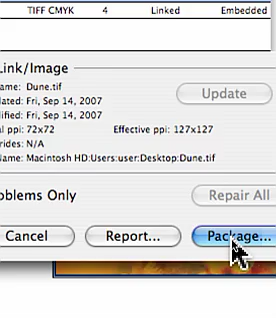 TIFF CMYK 4 Linked Embedded
Link/Image
ame: Dune.tif
Update
dated: Fri, Sep 14, 2007
dified: Fri, Sep 14, 2007
al ppi: 72x72 Effective ppi: 127x127
rides: N/A
Name: Macintosh HD:Users:user:Desktop:Dune.tif
oblems Only
Repair All
Cancel Report... Package...